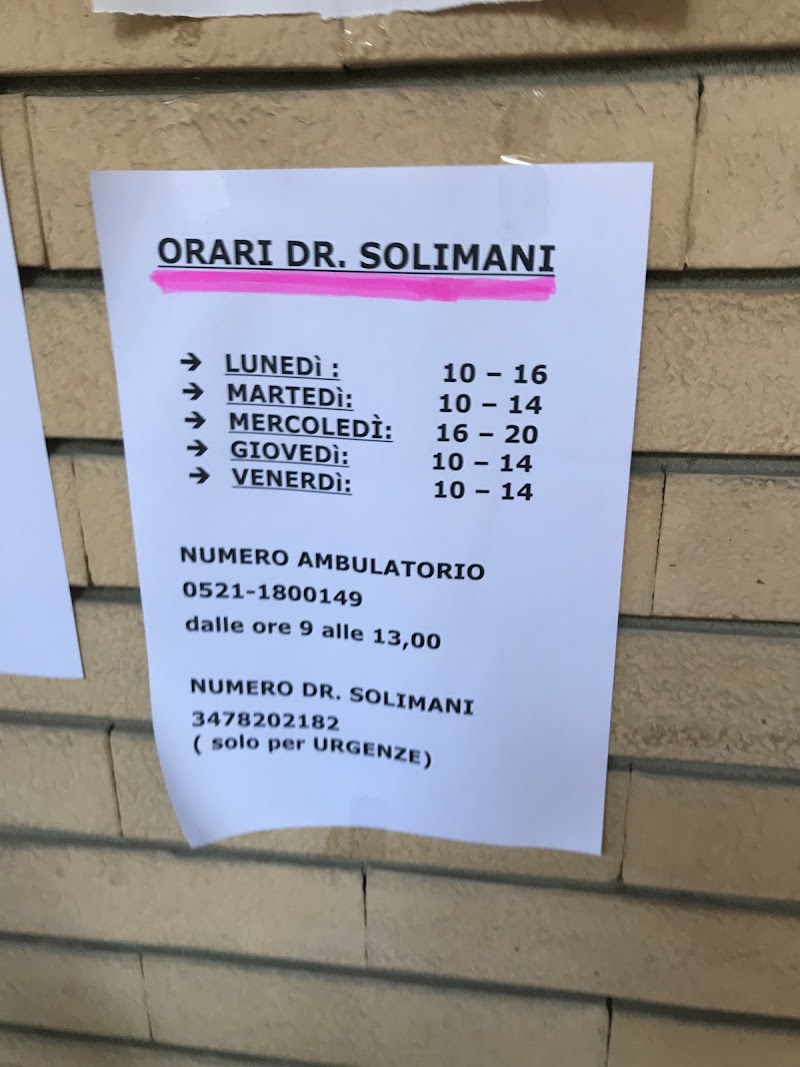 ORARI DR. SOLIMANI
➔ LUNEDì : 10 – 16
➔ MARTEDÌ: 10 – 14
➔ MERCOLEDÌ: 16 – 20
➔ GIOVEDÌ: 10 – 14
➔ VENERDÌ: 10 – 14
NUMERO AMBULATORIO
0521-1800149
dalle ore 9 alle 13,00
NUMERO DR. SOLIMANI
3478202182
( solo per URGENZE)